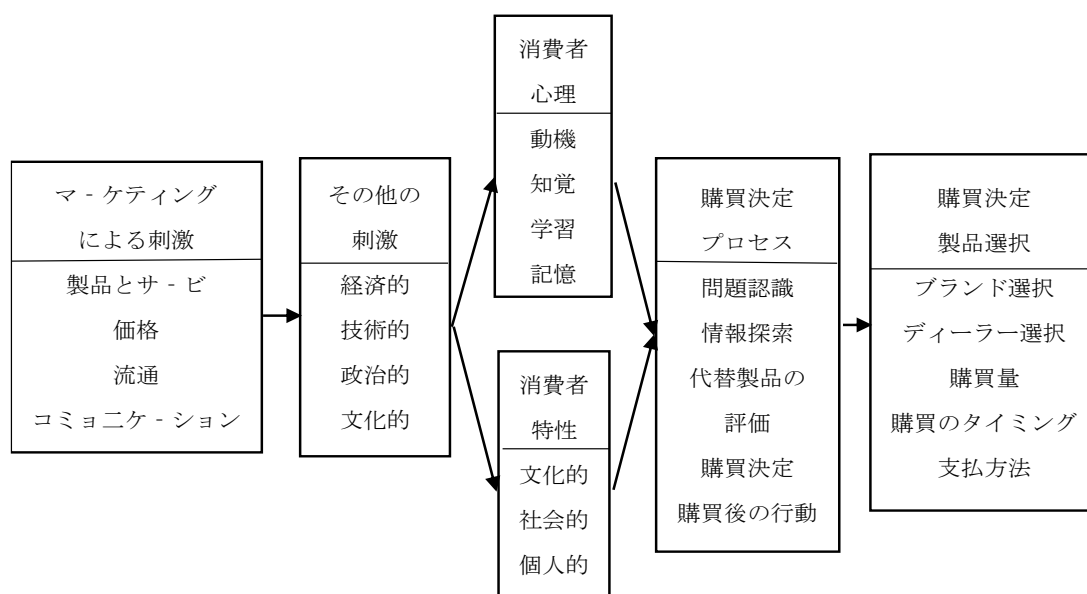 マ‐ケティング
による刺激
製品とサ‐ビ
価格
流通
コミョ二ケ‐ション
その他の
刺激
経済的
技術的
政治的
文化的
消費者
心理
動機
知覚
学習
記憶
消費者
特性
文化的
社会的
個人的
購買決定
プロセス
問題認識
情報探索
代替製品の
評価
購買決定
購買後の行動
購買決定
製品選択
ブランド選択
ディーラー選択
購買量
購買のタイミング
支払方法